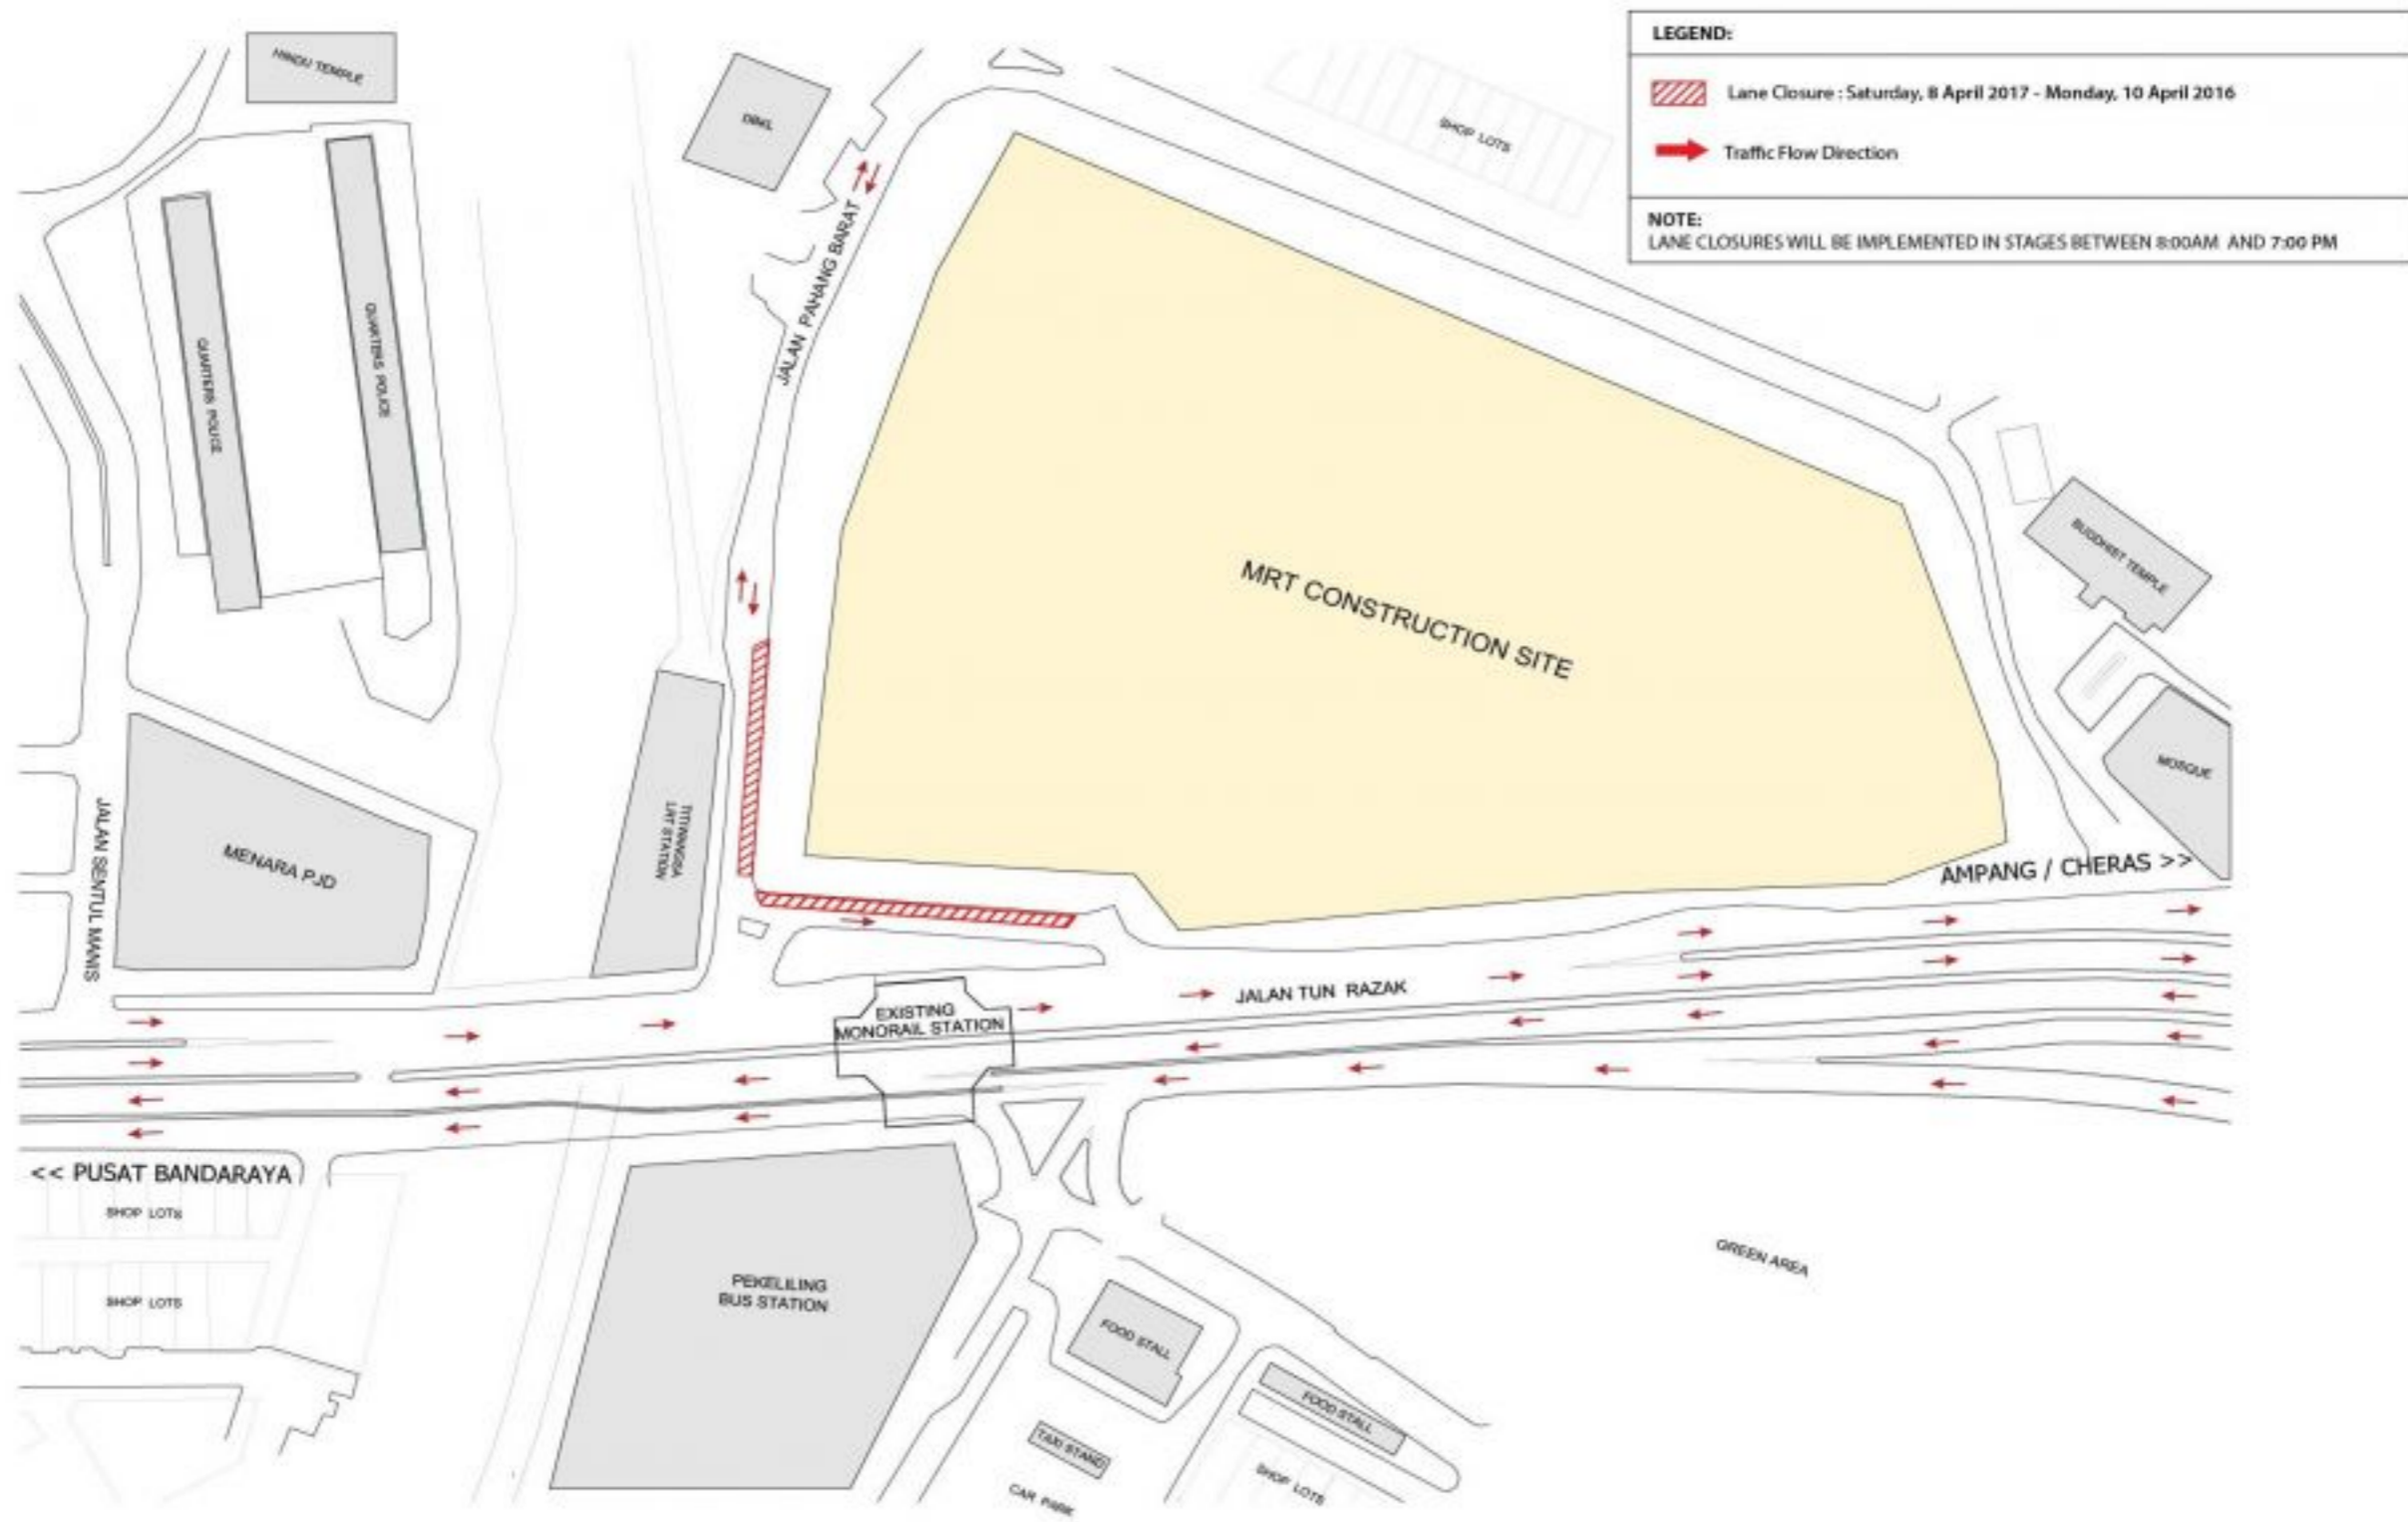 LEGEND:
Lane Closure : Saturday, 8 April 2017 - Monday, 10 April 2016
Traffic Flow Direction
NOTE:
LANE CLOSURES WILL BE IMPLEMENTED IN STAGES BETWEEN 8:00AM AND 7:00 PM
HINDU TEMPLE
DBKL
SHOP LOTS
JALAN PAHANG BARAT
QUARTERS POLICE
QUARTERS POLICE
BUDDHIST TEMPLE
MRT CONSTRUCTION SITE
MOSQUE
MENARA PJD
TITIWANGSA
LRT STATION
JALAN SENTUL MANIS
AMPANG / CHERAS >>
JALAN TUN RAZAK
EXISTING
MONORAIL STATION
<< PUSAT BANDARAYA
SHOP LOTS
SHOP LOTS
PEKELILING
BUS STATION
GREEN AREA
FOOD STALL
FOOD STALL
TAXI STAND
CAR PARK
SHOP LOTS